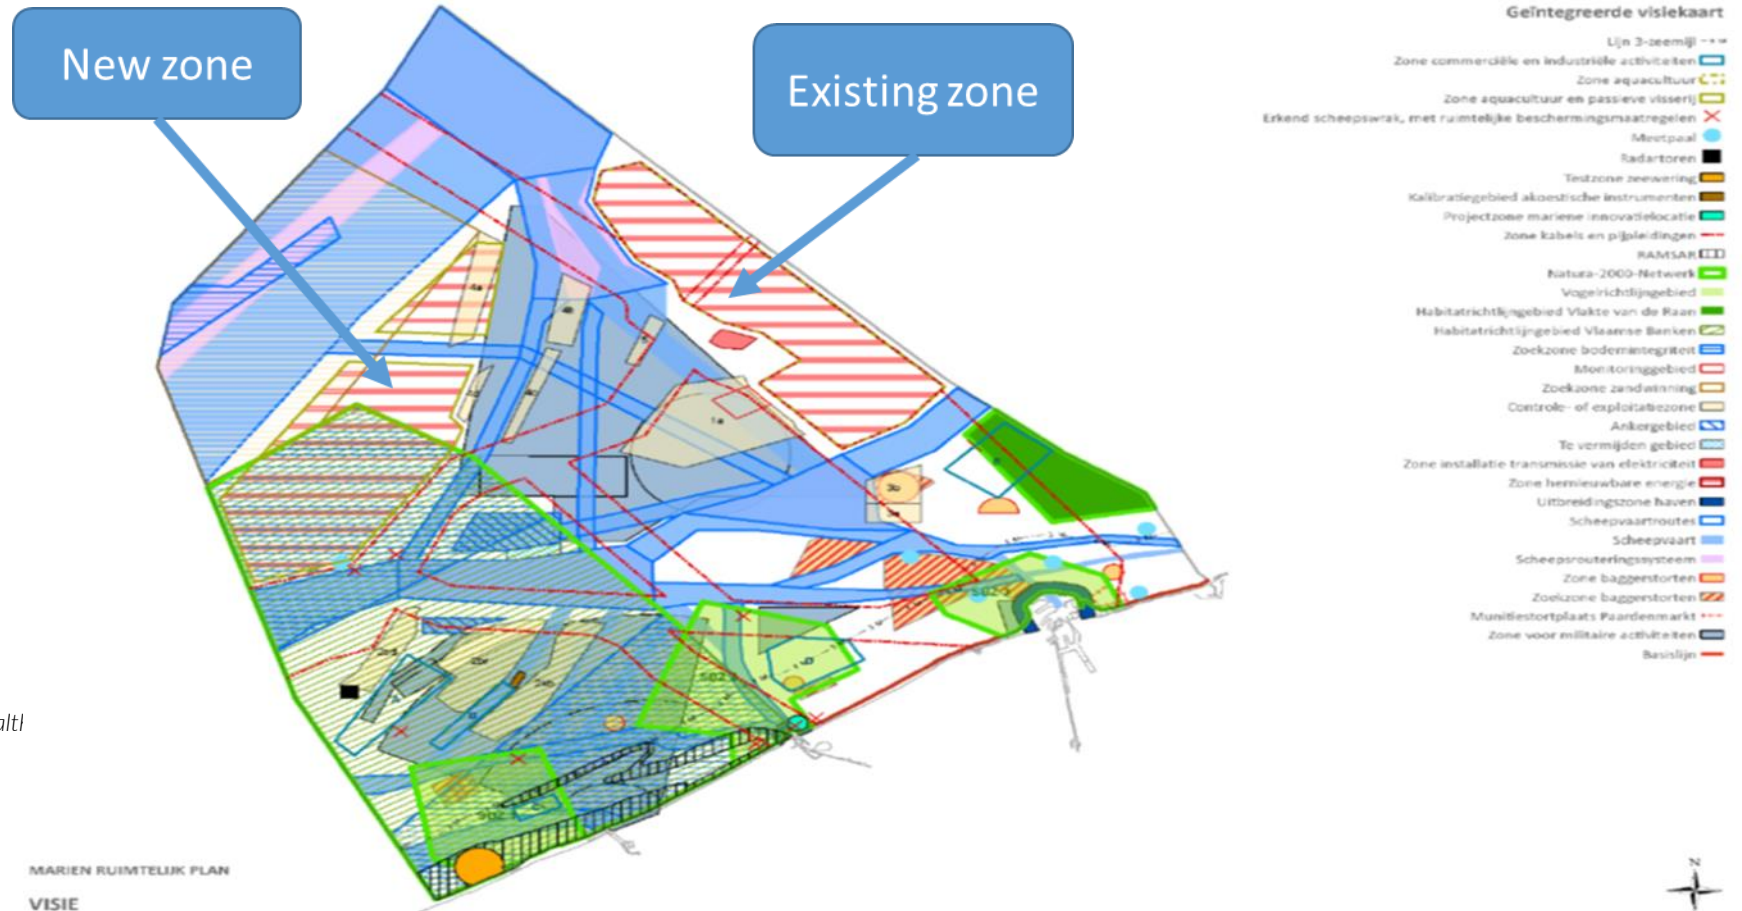 New zone
Existing zone
Geïntegreerde visiekaart
Lijn 3-zeemijl
Zone commerciële en industriële activiteiten
Zone aquacultuur
Zone aquacultuur en passieve visserij
Erkend scheepswrak, met ruimtelijke beschermingsmaatregelen
Meetpaal
Radartoren
Testzone zeewering
Kalibratiegebied akoestische instrumenten
Projectzone mariene innovatielocatie
Zone kabels en pijpleidingen
RAMSAR
Natura-2000-Netwerk
Vogelrichtlijngebied
Habitatrichtlijngebied Vlakte van de Raan
Habitatrichtlijngebied Vlaamse Banken
Zoekzone bodemintegriteit
Monitoringgebied
Zoekzone zandwinning
Controle- of exploitatiezone
Ankergebied
Te vermijden gebied
Zone installatie transmissie van elektriciteit
Zone hernieuwbare energie
Uitbreidingszone haven
Scheepvaartroutes
Scheepvaart
Scheepsrouteringssysteem
Zone baggerstorten
Zoekzone baggerstorten
Munitiestortplaats Paardenmarkt
Zone voor militaire activiteiten
Basislijn
4a
1a
3b
MARIEN RUIMTELIJK PLAN
VISIE
N